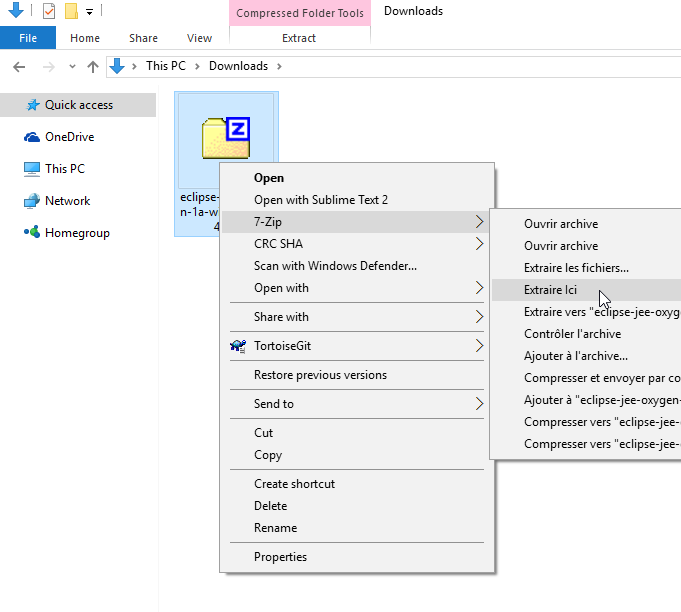 Compressed Folder Tools
Downloads
File
Home
Share
View
Extract
This PC
Downloads
Quick access
OneDrive
This PC
Network
Homegroup
eclipse-
n-1a-w
4
Open
Open with Sublime Text 2
7-Zip
CRC SHA
Scan with Windows Defender...
Open with
Share with
TortoiseGit
Restore previous versions
Send to
Cut
Copy
Create shortcut
Delete
Rename
Properties
Ouvrir archive
Ouvrir archive
Extraire les fichiers...
Extraire Ici
Extraire vers "eclipse-jee-oxyg
Contrôler l'archive
Ajouter à l'archive...
Compresser et envoyer par co
Ajouter à "eclipse-jee-oxygen-
Compresser vers "eclipse-jee-
Compresser vers "eclipse-jee-